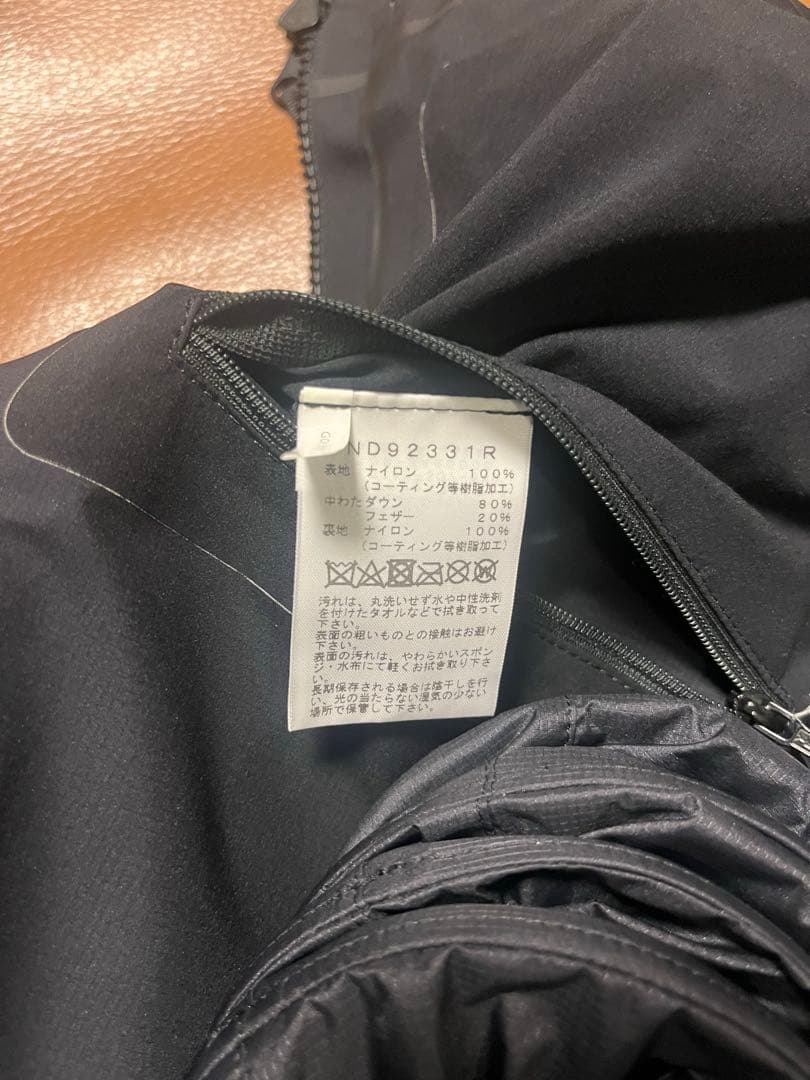 ND92331R
表地 ナイロン 100%
(コーティング等樹脂加工)
中わた ダウン 80%
フェザー 20%
裏地 ナイロン 100%
(コーティング等樹脂加工)
汚れは、丸洗いせず水や中性洗剤
を付けたタオルなどで拭き取って
下さい。
表面の粗いものとの接触はお避け
下さい。
表面の汚れは、やわらかいスポン
ジ・水布にて軽くお拭き取り下さ
い。
長期保存される場合は陰干しを行
い、光の当たらない湿気の少ない
場所で保管して下さい。